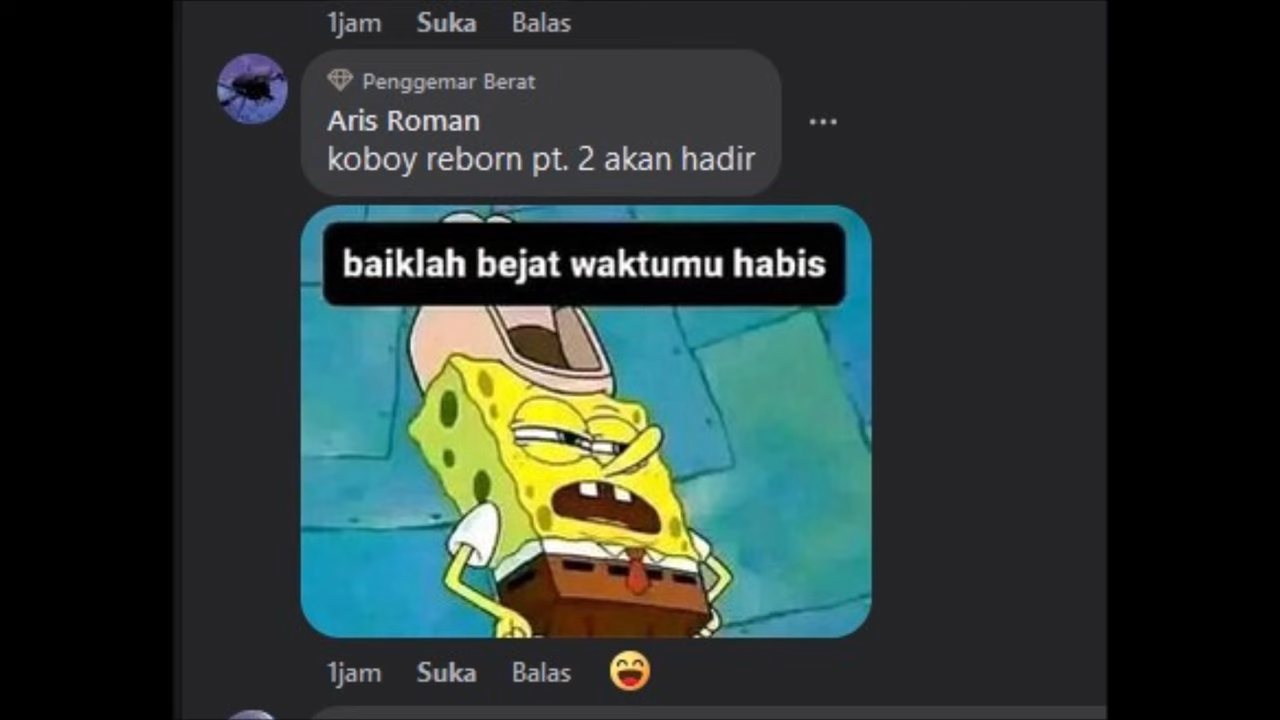 1jam Suka Balas
Penggemar Berat
Aris Roman
koboy reborn pt. 2 akan hadir
baiklah bejat waktumu habis
1jam Suka Balas